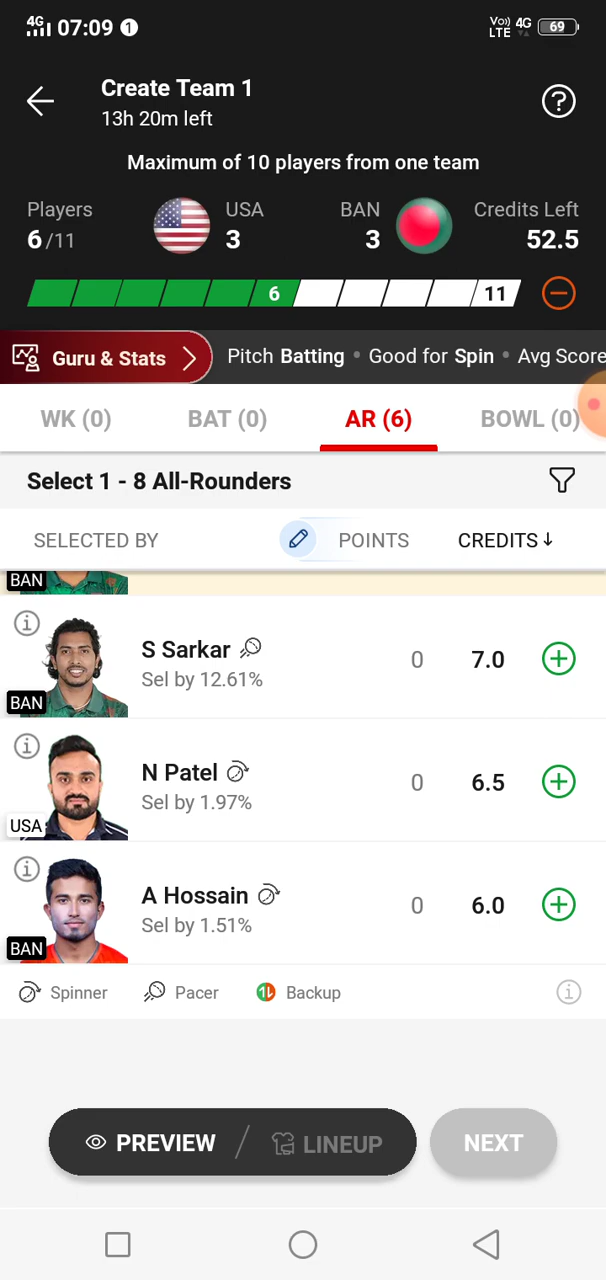 4G 07:09 1 Vo)) LTE 4G 69
Create Team 1
13h 20m left
?
Maximum of 10 players from one team
Players USA BAN Credits Left
6/11 3 3 52.5
6 11
Guru & Stats Pitch Batting • Good for Spin • Avg Score
WK (0) BAT (0) AR (6) BOWL (0)
Select 1 - 8 All-Rounders
SELECTED BY POINTS CREDITS↓
BAN
i
S Sarkar 0 7.0
Sel by 12.61%
BAN
i
N Patel 0 6.5
Sel by 1.97%
USA
i
A Hossain 0 6.0
Sel by 1.51%
BAN
Spinner Pacer Backup i
PREVIEW / LINEUP NEXT